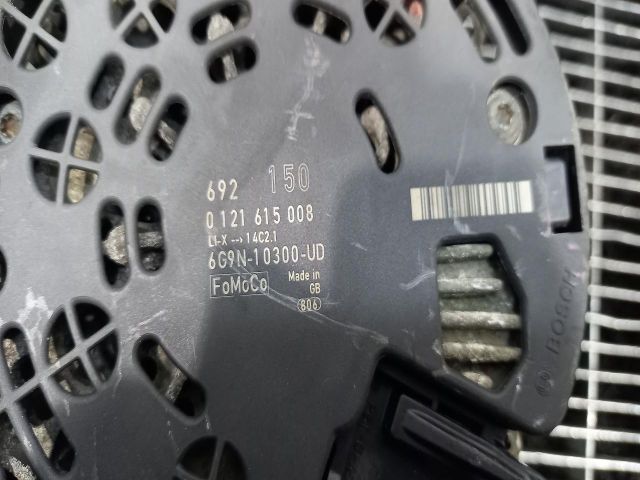 692 150
0 121 615 008
LI-X --> 14C2.1
6G9N-10300-UD
FoMoCo Made in
GB
806
BOSCH